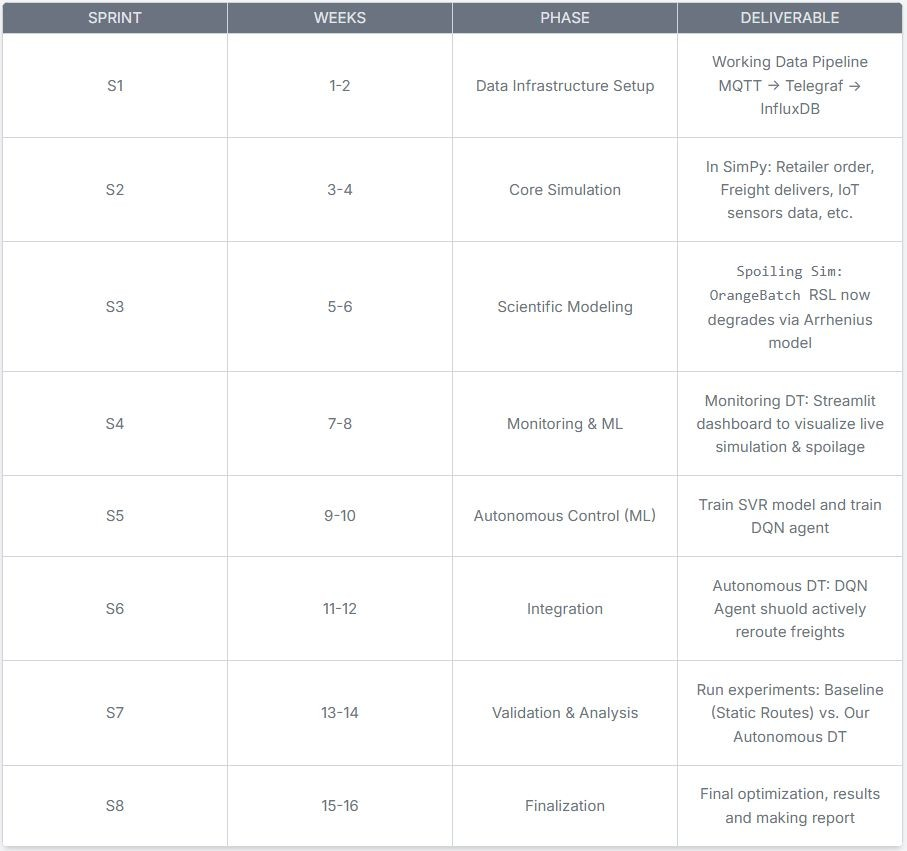 SPRINT WEEKS PHASE DELIVERABLE
S1 1-2 Data Infrastructure Setup Working Data Pipeline
MQTT → Telegraf →
InfluxDB
S2 3-4 Core Simulation In SimPy: Retailer order,
Freight delivers, IoT
sensors data, etc.
S3 5-6 Scientific Modeling Spoiling Sim:
OrangeBatch RSL now
degrades via Arrhenius
model
S4 7-8 Monitoring & ML Monitoring DT: Streamlit
dashboard to visualize live
simulation & spoilage
S5 9-10 Autonomous Control (ML) Train SVR model and train
DQN agent
S6 11-12 Integration Autonomous DT: DQN
Agent shuold actively
reroute freights
S7 13-14 Validation & Analysis Run experiments: Baseline
(Static Routes) vs. Our
Autonomous DT
S8 15-16 Finalization Final optimization, results
and making report